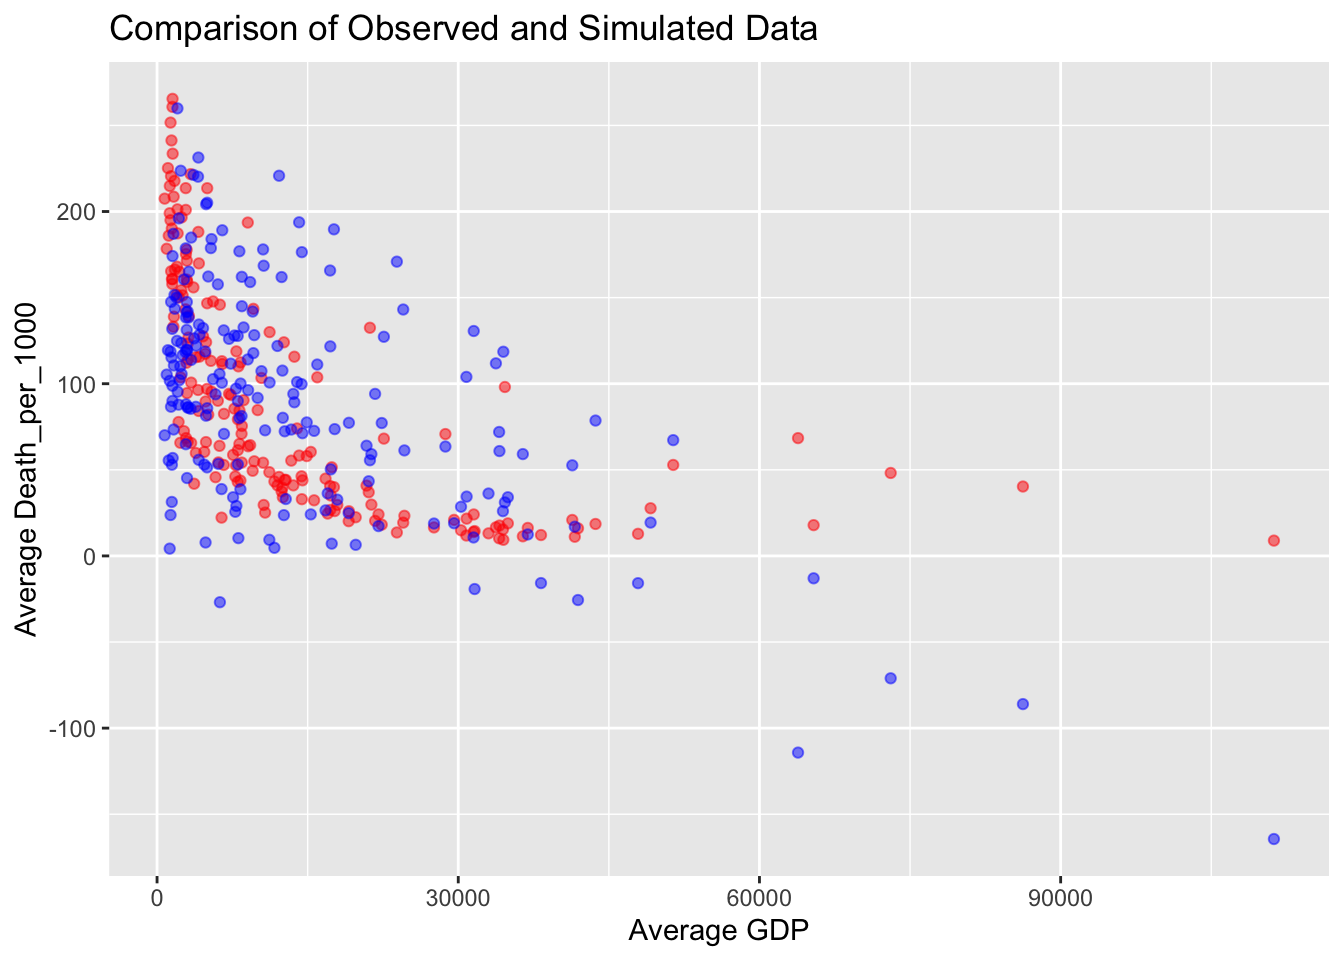 Comparison of Observed and Simulated Data
Average Death_per_1000
200
100
0
-100
0 30000 60000 90000
Average GDP